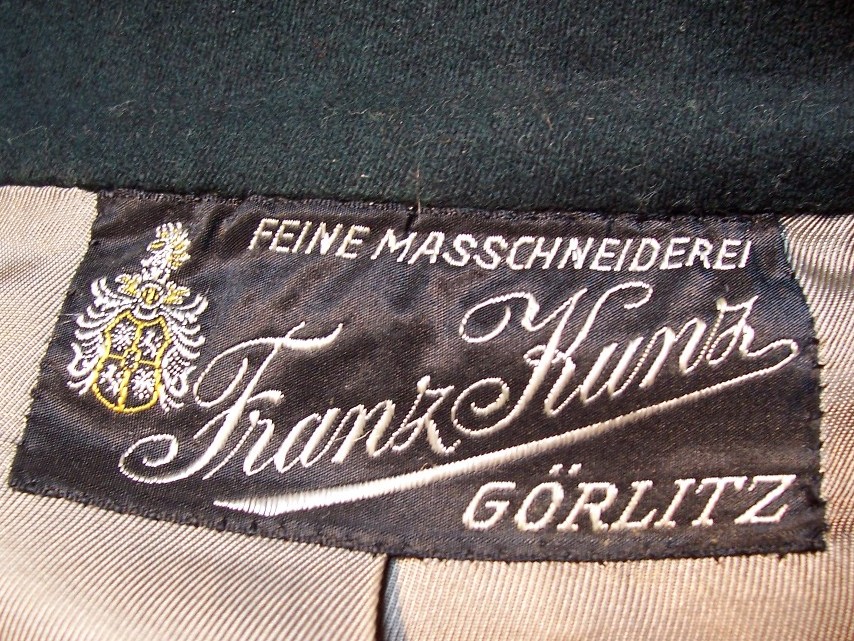 FEINE MASSCHNEIDEREI
Franz Kunz
GÖRLITZ